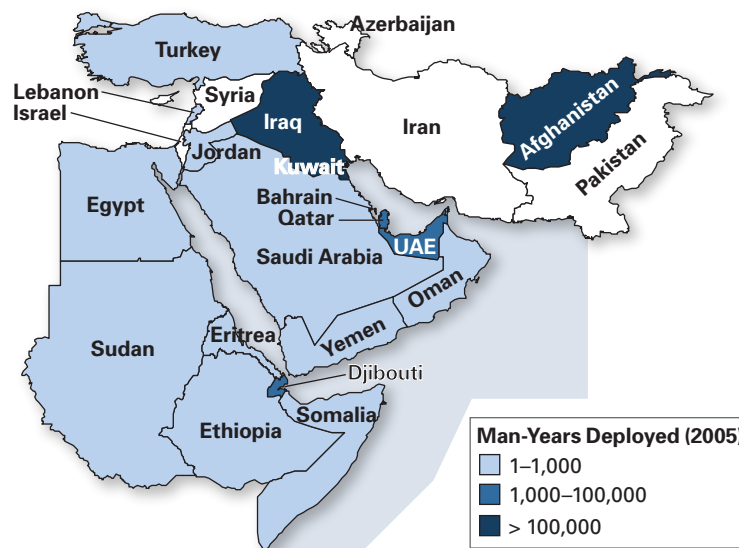 Azerbaijan
Turkey
Lebanon
Israel
Syria
Iraq
Iran
Afghanistan
Jordan
Kuwait
Pakistan
Egypt
Bahrain
Qatar
UAE
Saudi Arabia
Oman
Yemen
Eritrea
Sudan
Djibouti
Somalia
Ethiopia
Man-Years Deployed (2005)
1–1,000
1,000–100,000
> 100,000